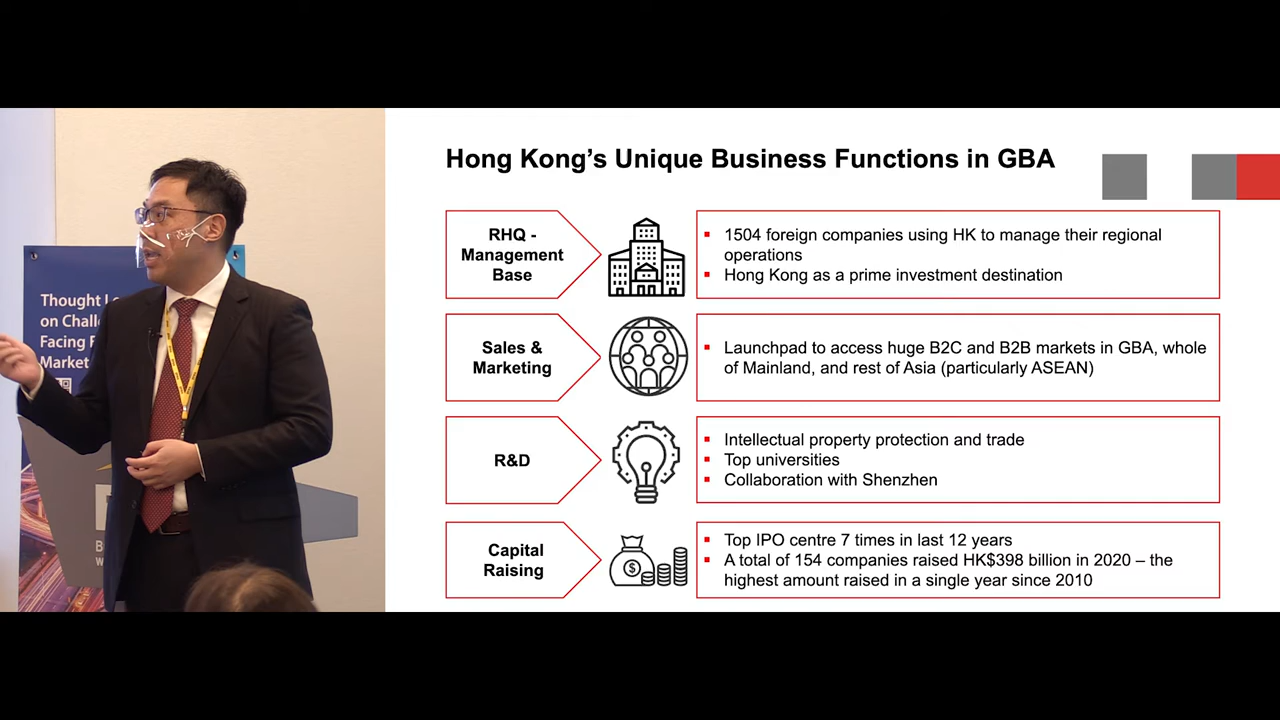 Thought
on Challe
Facing
Market
Hong Kong's Unique Business Functions in GBA
RHQ -
Management
Base
▪ 1504 foreign companies using HK to manage their regional
operations
▪ Hong Kong as a prime investment destination
Sales &
Marketing
▪ Launchpad to access huge B2C and B2B markets in GBA, whole
of Mainland, and rest of Asia (particularly ASEAN)
R&D
▪ Intellectual property protection and trade
▪ Top universities
▪ Collaboration with Shenzhen
Capital
Raising
$
▪ Top IPO centre 7 times in last 12 years
▪ A total of 154 companies raised HK$398 billion in 2020 – the
highest amount raised in a single year since 2010